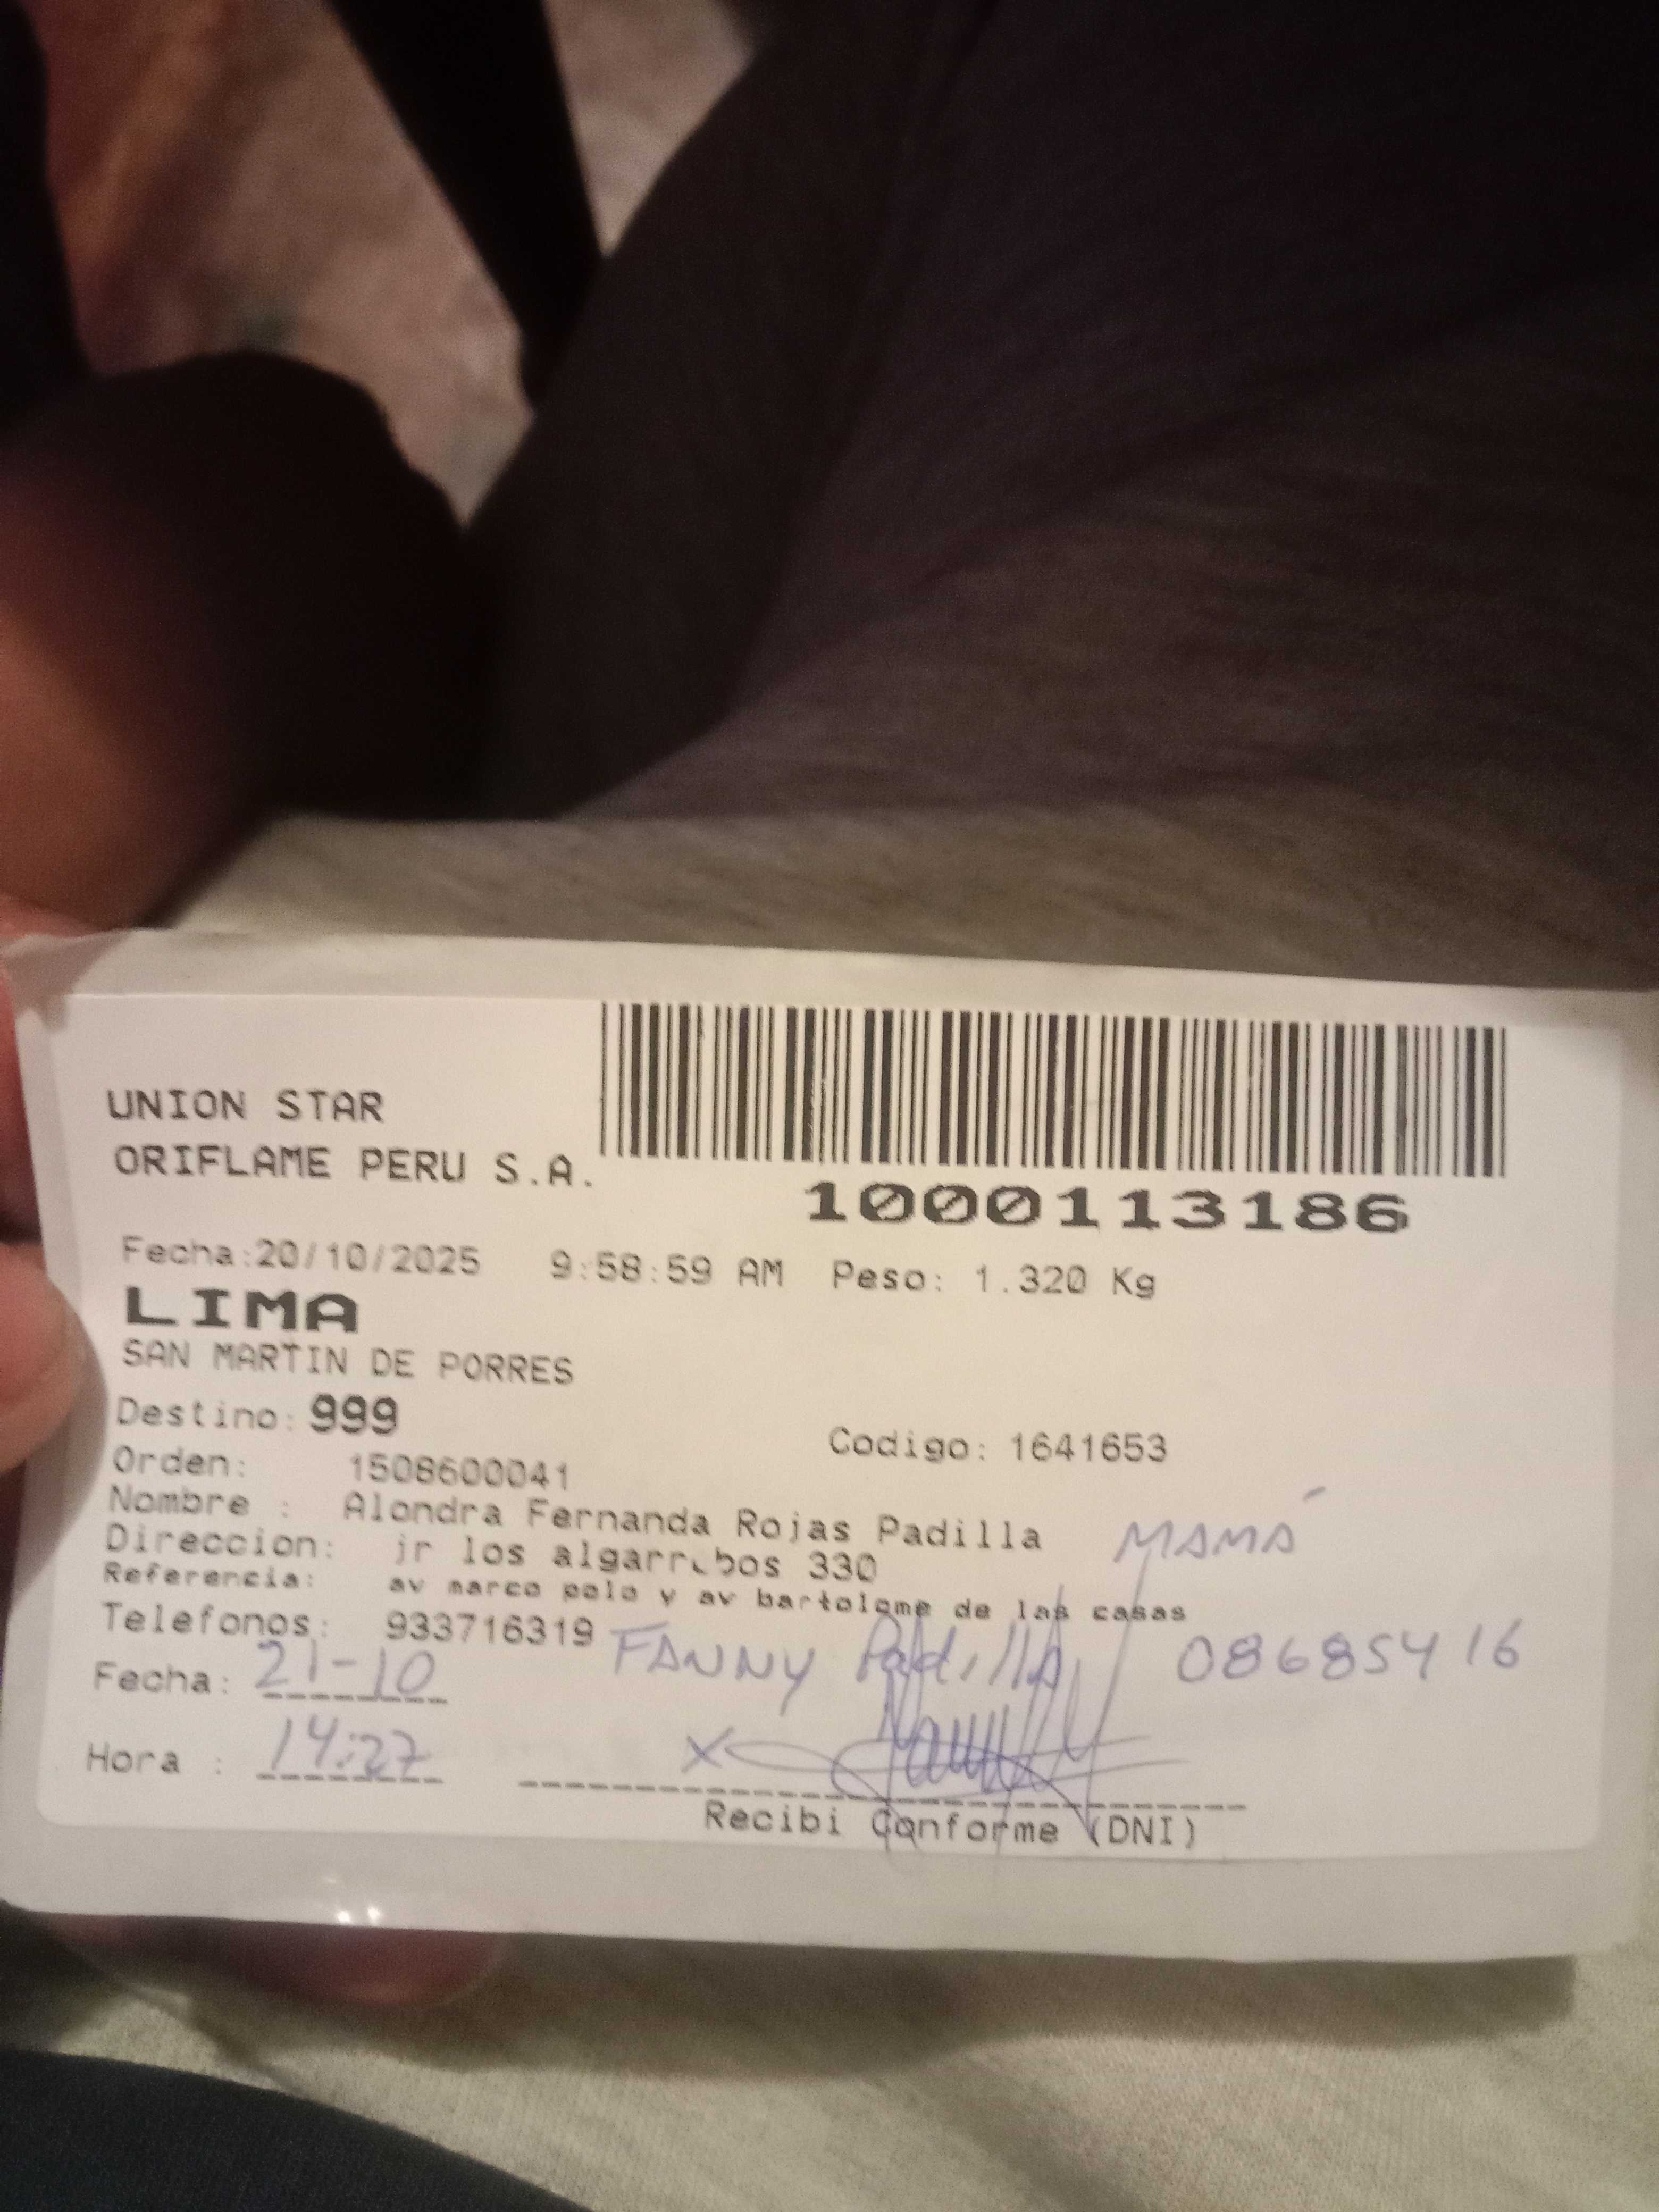 UNION STAR
ORIFLAME PERU S.A.
1000113186
Fecha:20/10/2025 9:58:59 AM Peso: 1.320 Kg
LIMA
SAN MARTIN DE PORRES
Destino: 999
Codigo: 1641653
Orden: 1508600041
Nombre : Alondra Fernanda Rojas Padilla
MAMÁ
Direccion: jr los algarrobos 330
Referencia: av marco polo y av bartolome de las casas
Telefonos: 933716319
FANNY Padilla 08685416
Fecha: 21-10
Hora : 14:27
X
Recibi Conforme (DNI)